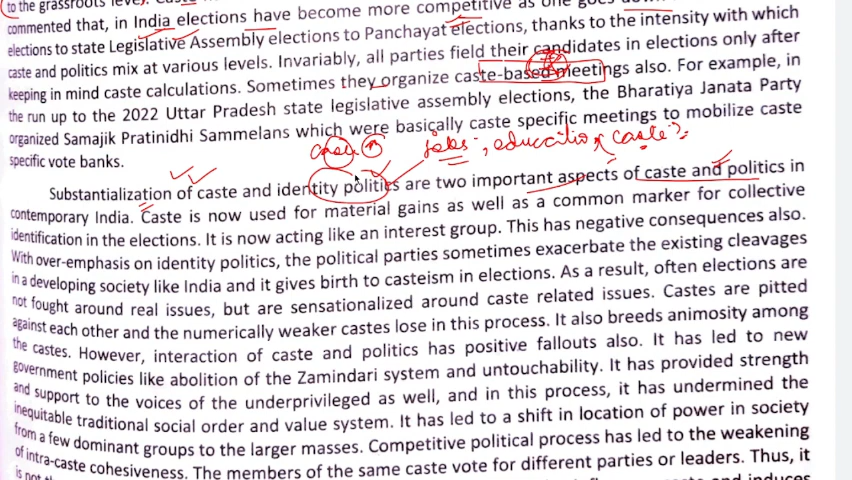 to the grassroots level.
commented that, in India elections have become more competitive as one goes down
elections to state Legislative Assembly elections to Panchayat elections, thanks to the intensity with which
caste and politics mix at various levels. Invariably, all parties field their candidates in elections only after
keeping in mind caste calculations. Sometimes they organize caste-based meetings also. For example, in
the run up to the 2022 Uttar Pradesh state legislative assembly elections, the Bharatiya Janata Party
organized Samajik Pratinidhi Sammelans which were basically caste specific meetings to mobilize caste
specific vote banks.
caste jobs, education, caste
Substantialization of caste and identity politics are two important aspects of caste and politics in
contemporary India. Caste is now used for material gains as well as a common marker for collective
identification in the elections. It is now acting like an interest group. This has negative consequences also.
With over-emphasis on identity politics, the political parties sometimes exacerbate the existing cleavages
in a developing society like India and it gives birth to casteism in elections. As a result, often elections are
not fought around real issues, but are sensationalized around caste related issues. Castes are pitted
against each other and the numerically weaker castes lose in this process. It also breeds animosity among
the castes. However, interaction of caste and politics has positive fallouts also. It has led to new
government policies like abolition of the Zamindari system and untouchability. It has provided strength
and support to the voices of the underprivileged as well, and in this process, it has undermined the
inequitable traditional social order and value system. It has led to a shift in location of power in society
from a few dominant groups to the larger masses. Competitive political process has led to the weakening
of intra-caste cohesiveness. The members of the same caste vote for different parties or leaders. Thus, it
is not